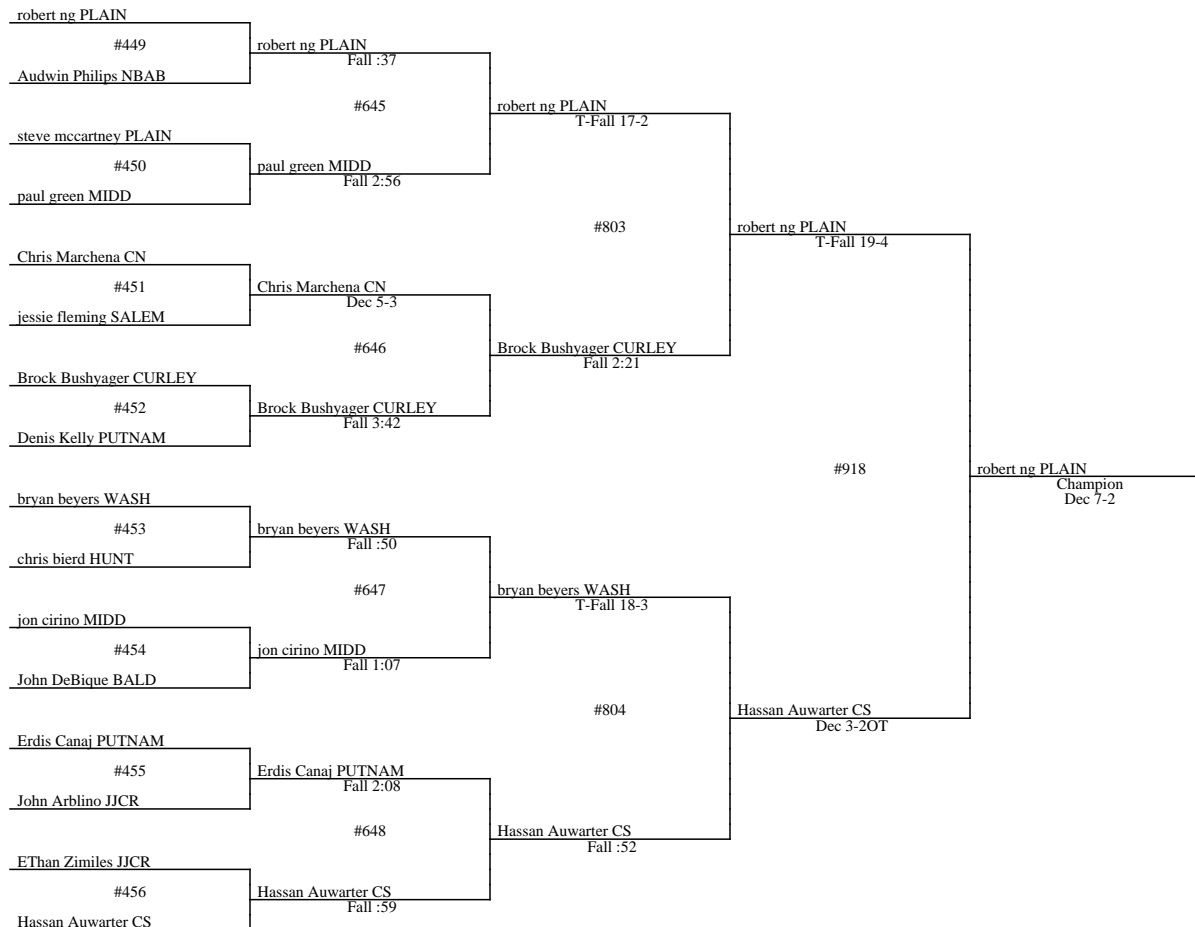 robert ng PLAIN
#449
Audwin Philips NBAB
robert ng PLAIN
Fall :37
#645
steve mccartney PLAIN
#450
paul green MIDD
paul green MIDD
Fall 2:56
robert ng PLAIN
T-Fall 17-2
#803
Chris Marchena CN
#451
jessie fleming SALEM
Chris Marchena CN
Dec 5-3
#646
Brock Bushyager CURLEY
#452
Denis Kelly PUTNAM
Brock Bushyager CURLEY
Fall 3:42
Brock Bushyager CURLEY
Fall 2:21
robert ng PLAIN
T-Fall 19-4
#918
bryan beyers WASH
#453
chris bierd HUNT
bryan beyers WASH
Fall :50
#647
jon cirino MIDD
#454
John DeBique BALD
jon cirino MIDD
Fall 1:07
bryan beyers WASH
T-Fall 18-3
#804
Erdis Canaj PUTNAM
#455
John Arblino JJCR
Erdis Canaj PUTNAM
Fall 2:08
#648
EThan Zimiles JJCR
#456
Hassan Auwarter CS
Hassan Auwarter CS
Fall :59
Hassan Auwarter CS
Fall :52
Hassan Auwarter CS
Dec 3-2OT
robert ng PLAIN
Champion
Dec 7-2